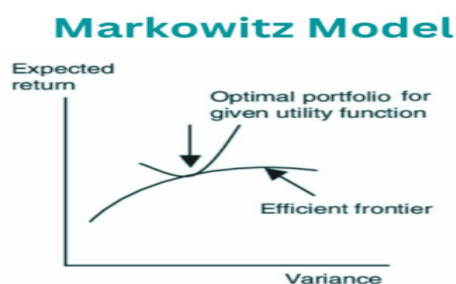 Markowitz Model
Expected
return
Optimal portfolio for
given utility function
Efficient frontier
Variance